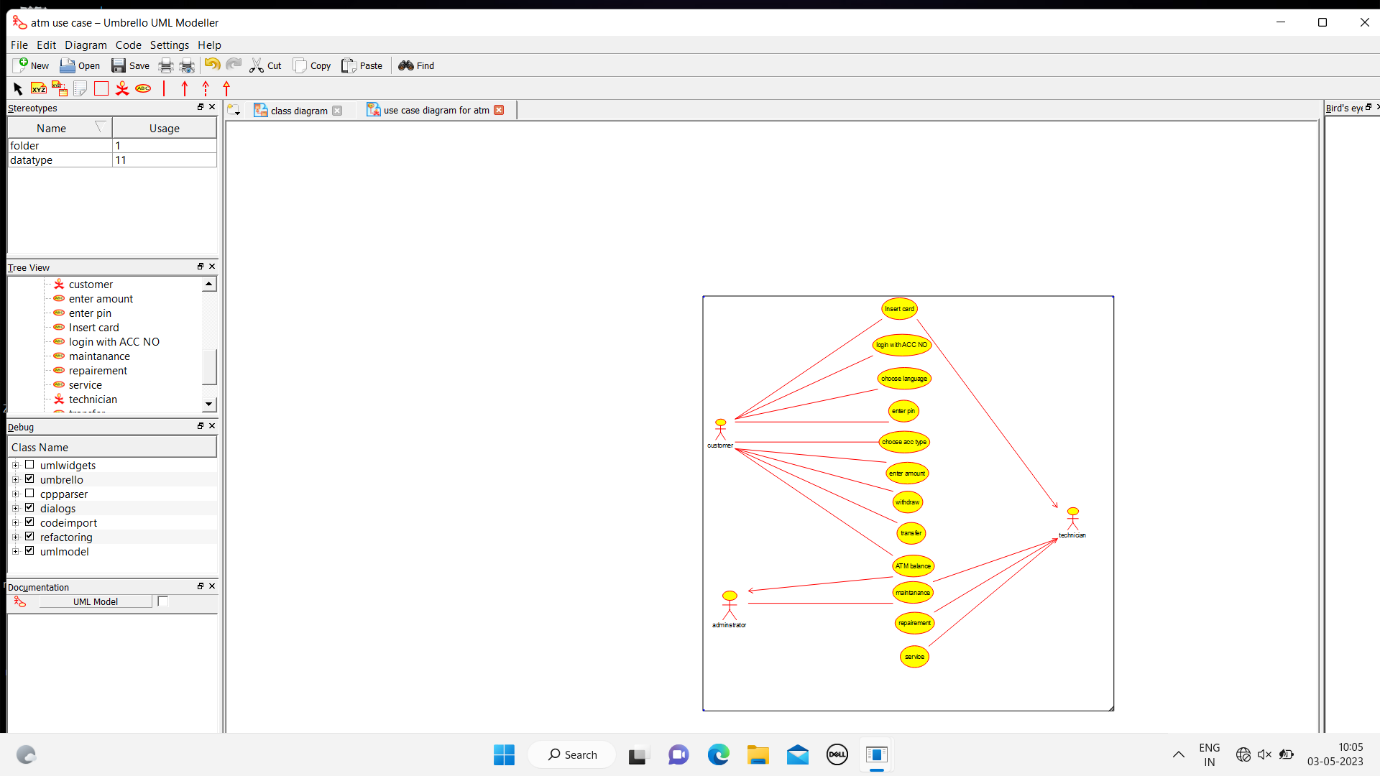 atm use case – Umbrello UML Modeller
File Edit Diagram Code Settings Help
New Open Save Cut Copy Paste Find
XYZ ABC
Stereotypes
class diagram use case diagram for atm
Bird's eye
Name Usage
folder 1
datatype 11
Tree View
customer
enter amount
enter pin
Insert card
login with ACC NO
maintanance
repairement
service
technician
Debug
Class Name
umlwidgets
umbrello
cppparser
dialogs
codeimport
refactoring
umlmodel
Documentation
UML Model
Insert card
login with ACC NO
choose language
enter pin
customer
choose acc type
enter amount
withdraw
transfer
technician
ATM balance
maintanance
adminstrator
repairement
service
Search
DELL
ENG
IN
10:05
03-05-2023